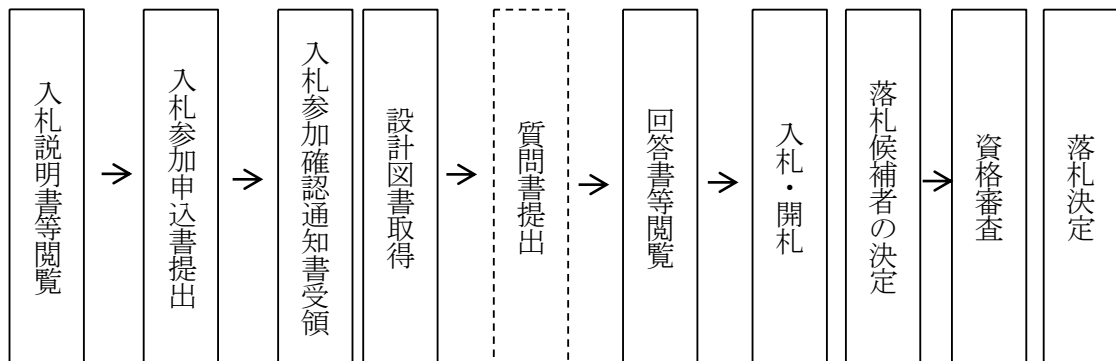 入札説明書等閲覧
入札参加申込書提出
入札参加確認通知書受領
設計図書取得
質問書提出
回答書等閲覧
入札・開札
落札候補者の決定
資格審査
落札決定